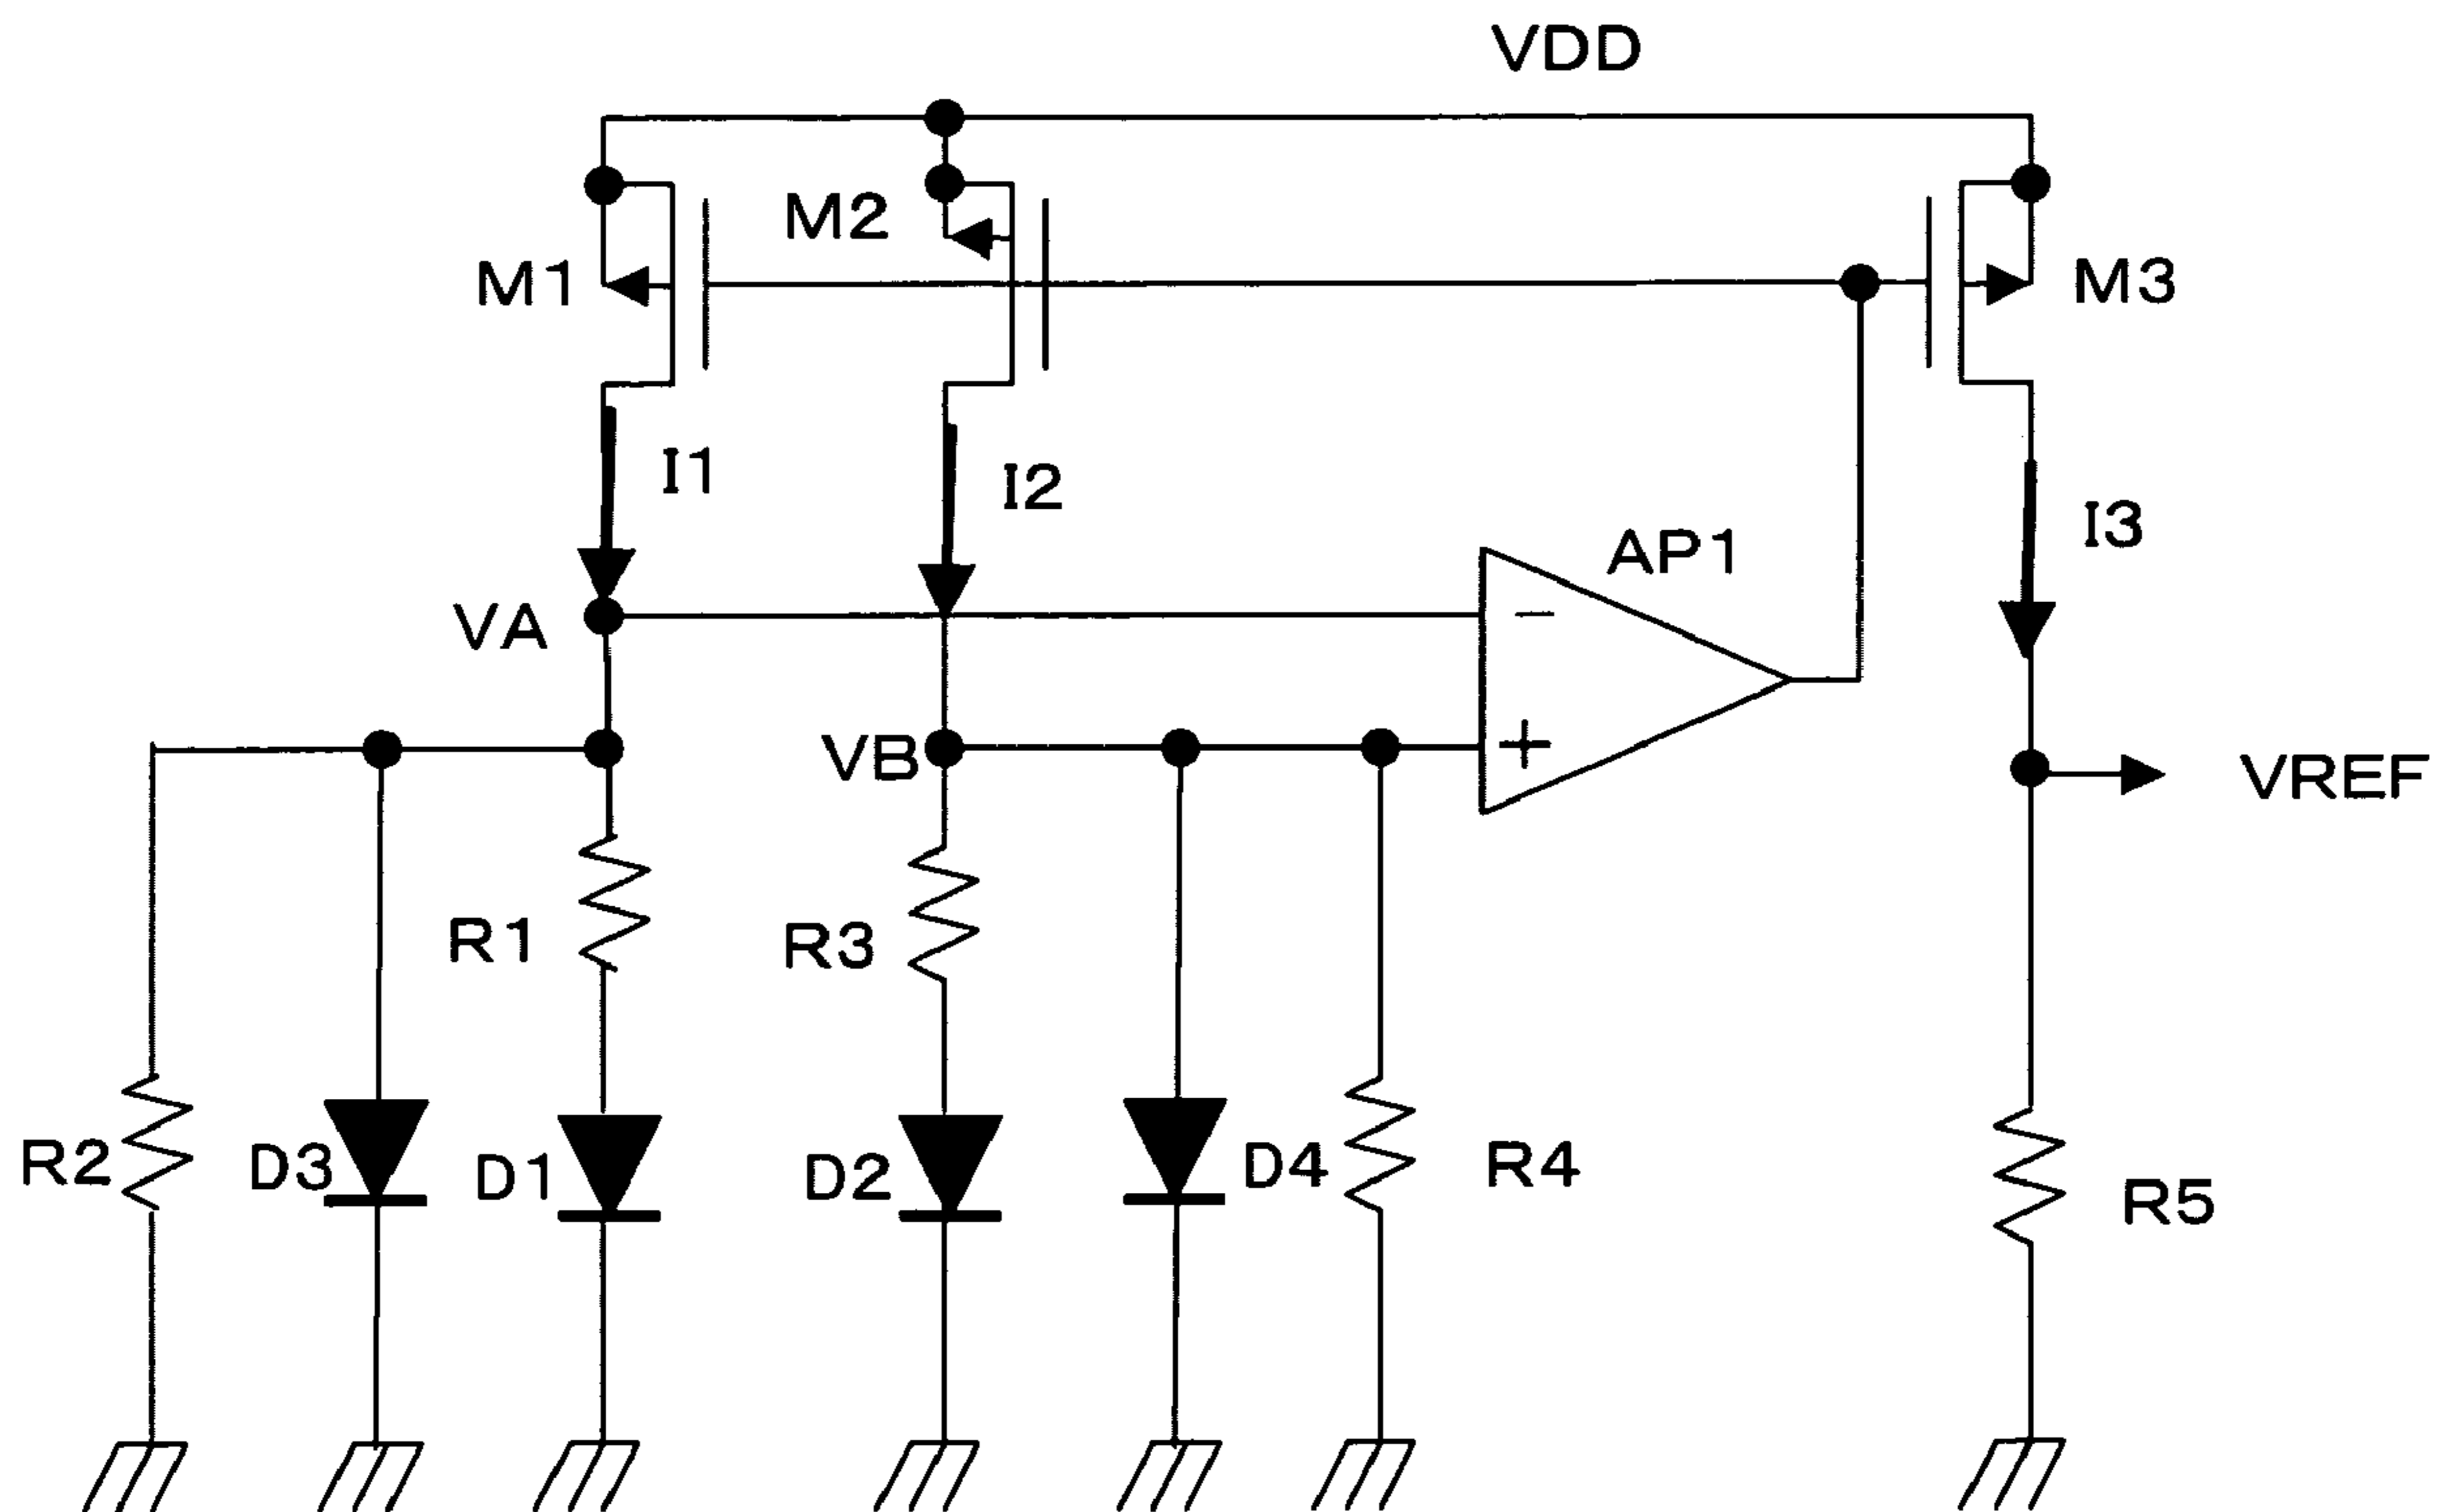 VDD
M2
M1
M3
I1
I2
I3
AP1
VA
−
VB
+
VREF
R1
R3
R2
D3
D1
D2
D4
R4
R5